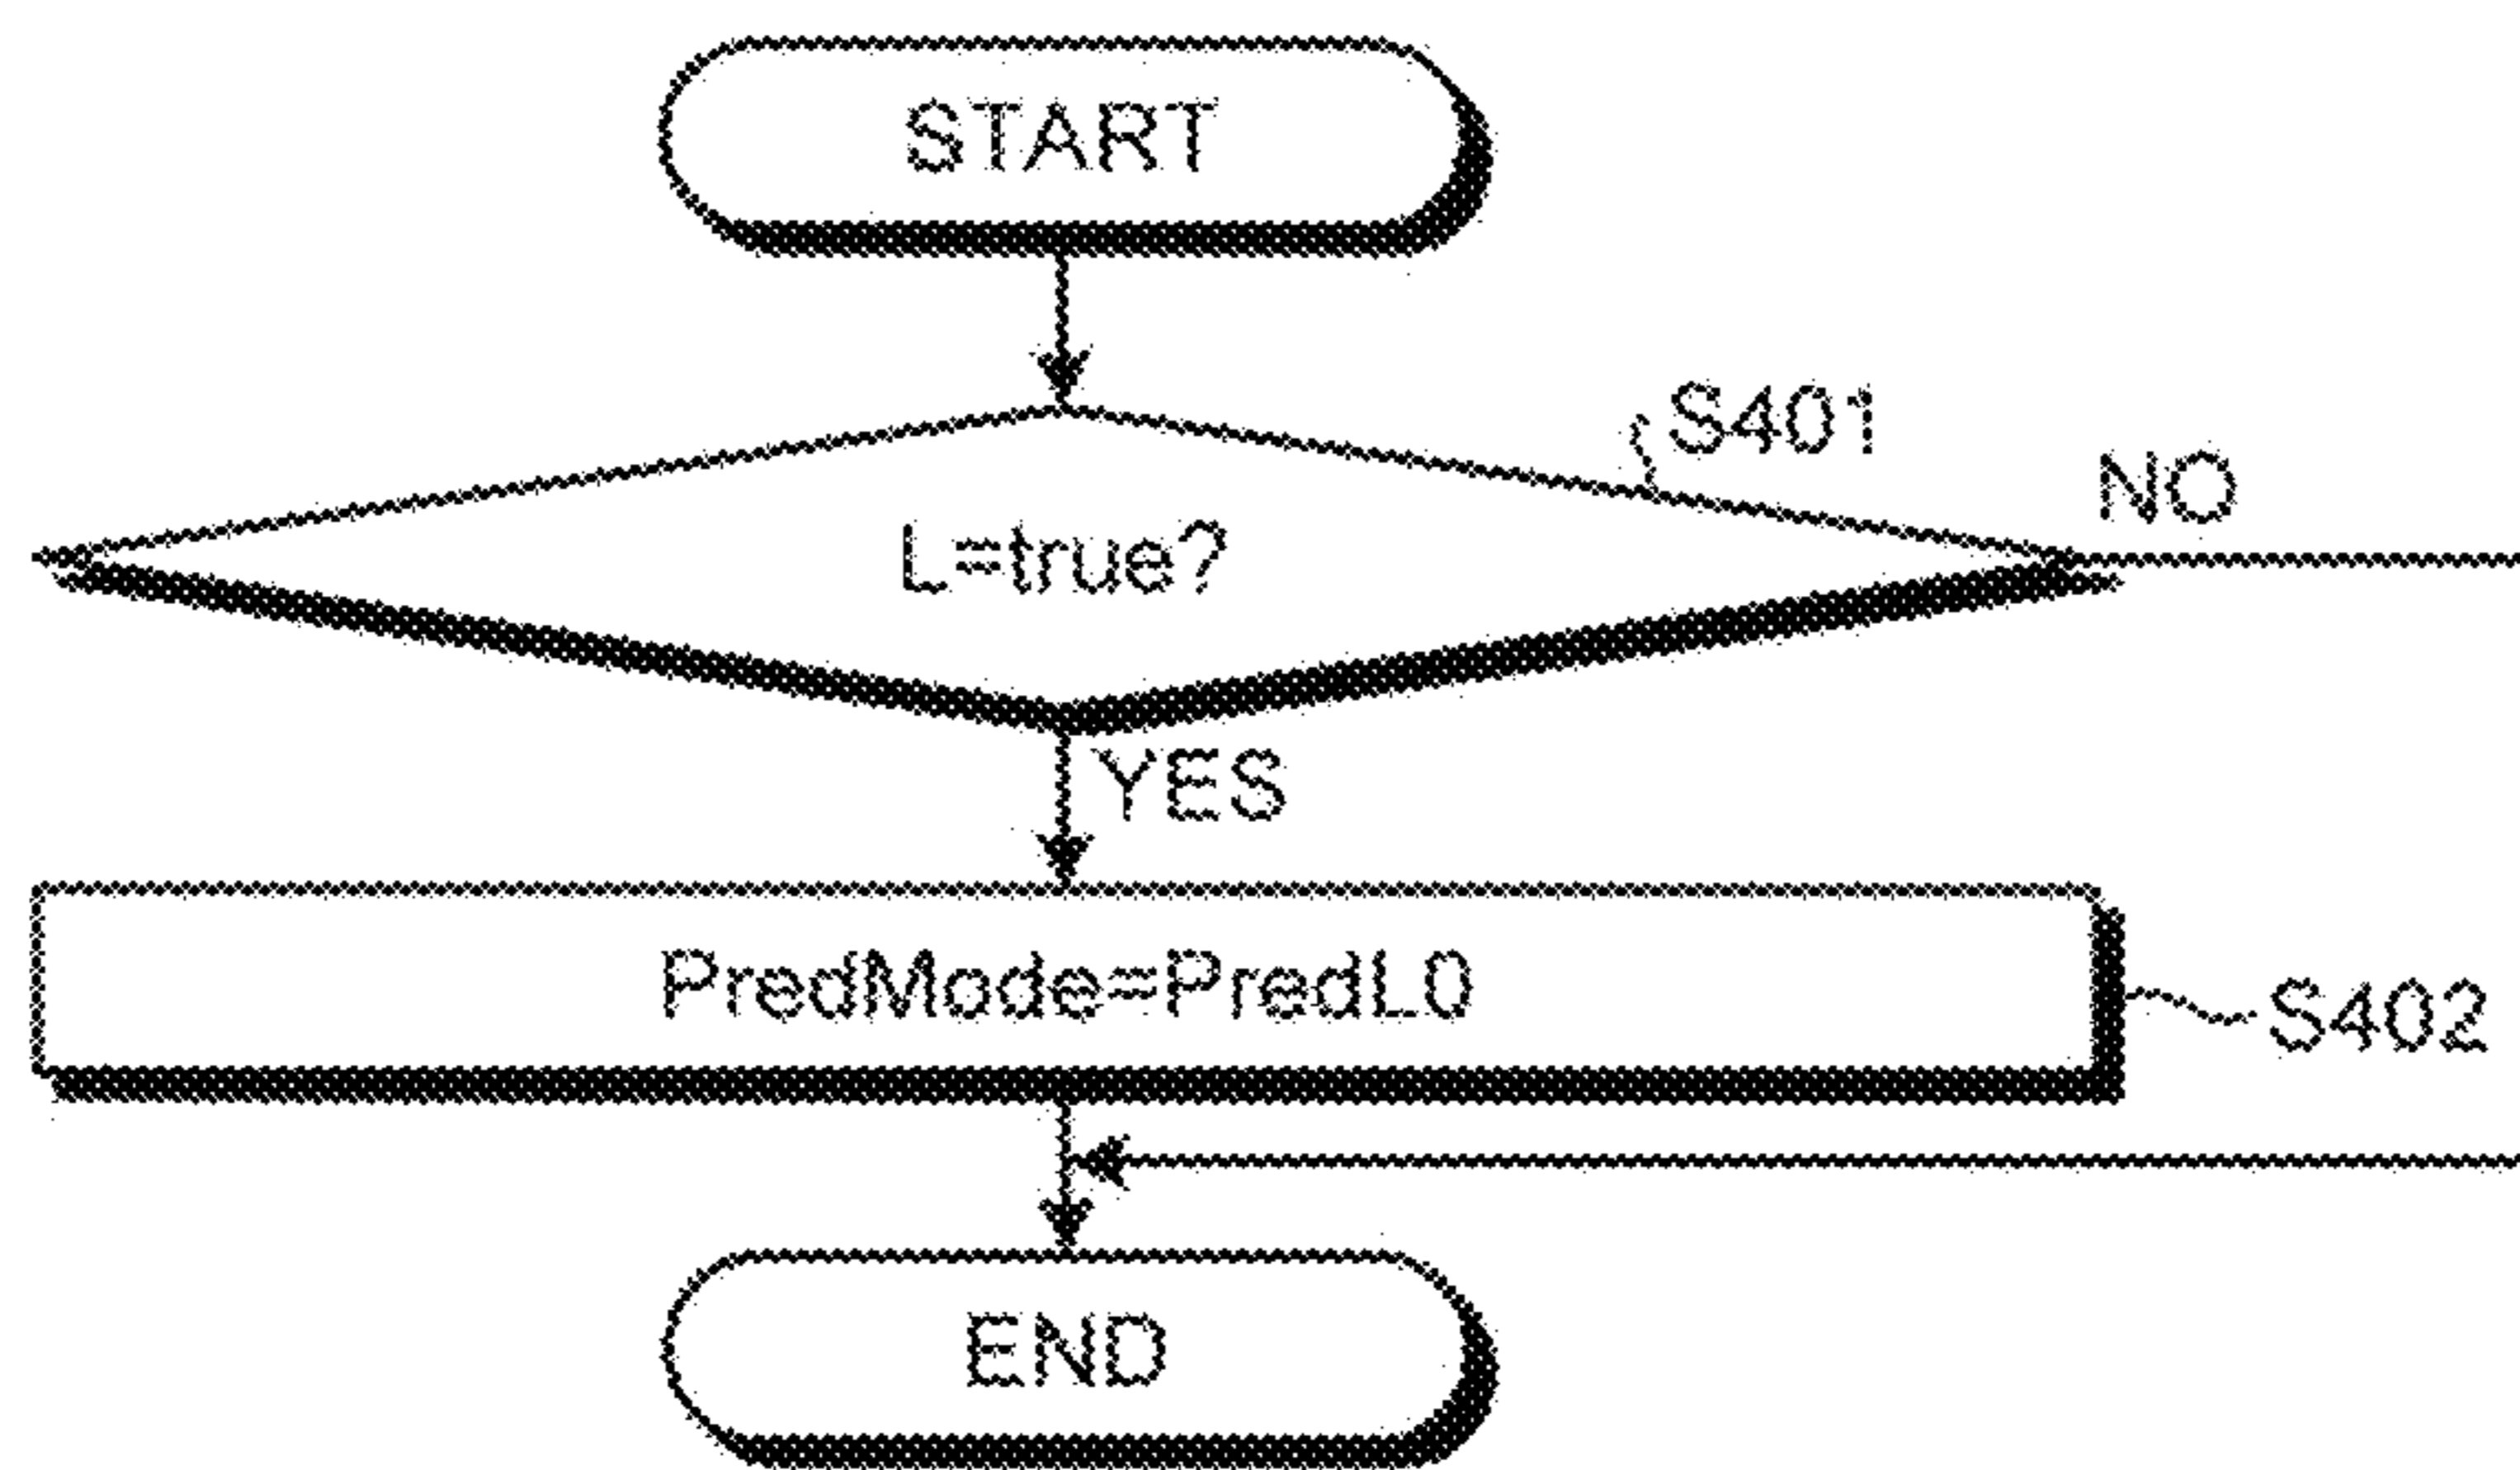 START
S401
NO
L=true?
YES
PredMode=PredL0
S402
END